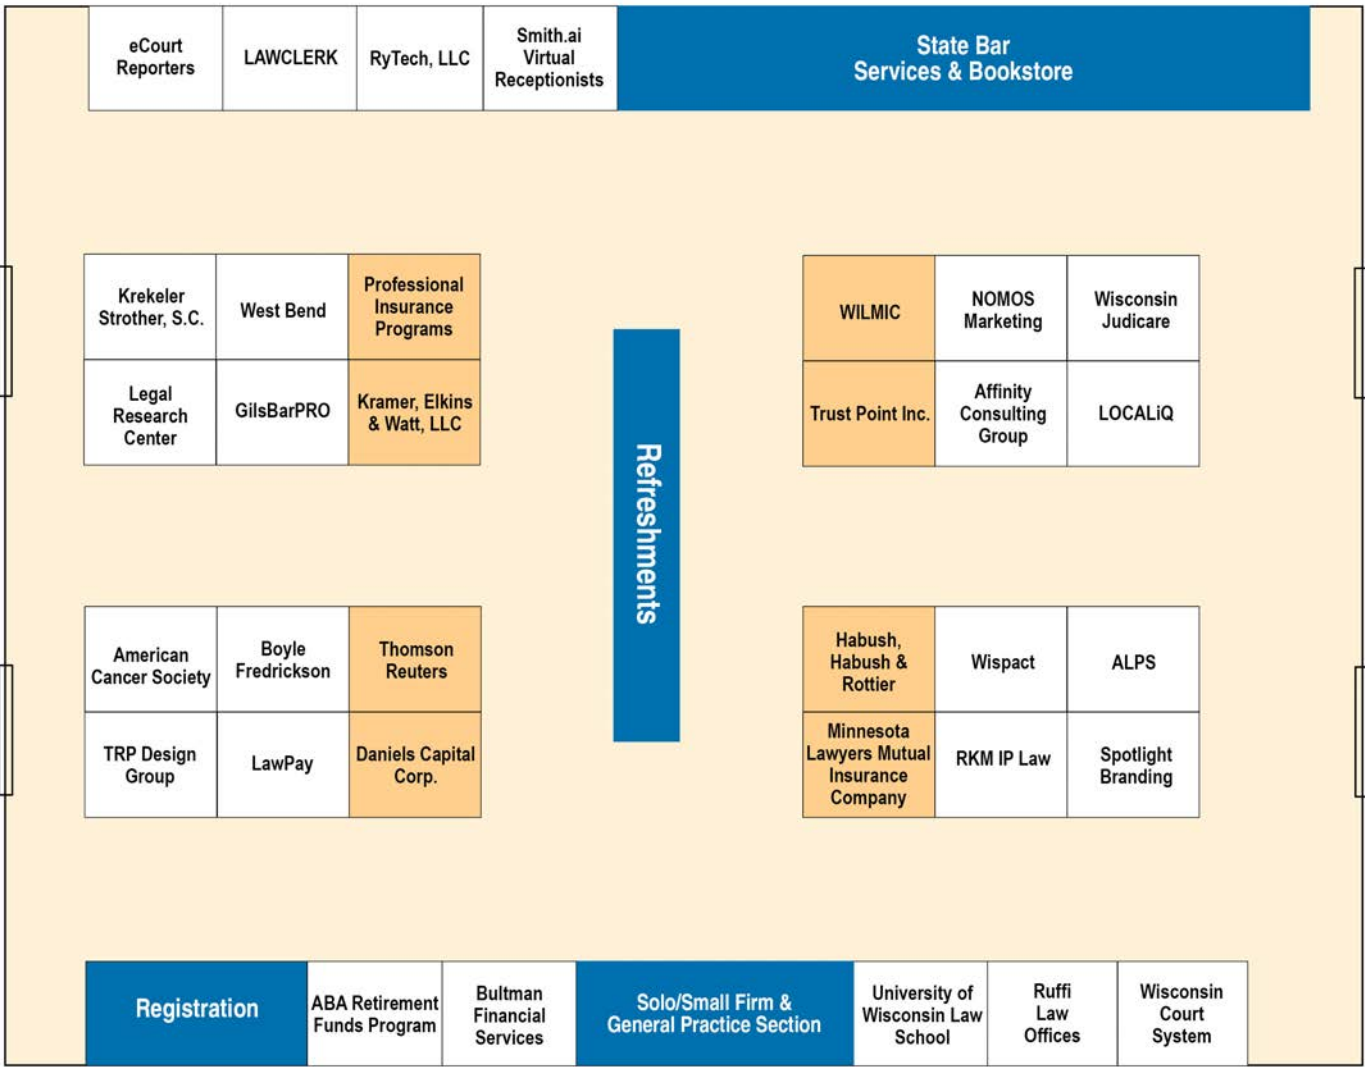 eCourt
Reporters
LAWCLERK
RyTech, LLC
Smith.ai
Virtual
Receptionists
State Bar
Services & Bookstore
Krekeler
Strother, S.C.
West Bend
Professional
Insurance
Programs
WILMIC
NOMOS
Marketing
Wisconsin
Judicare
Legal
Research
Center
GilsBarPRO
Kramer, Elkins
& Watt, LLC
Trust Point Inc.
Affinity
Consulting
Group
LOCALiQ
Refreshments
American
Cancer Society
Boyle
Fredrickson
Thomson
Reuters
Habush,
Habush &
Rottier
Wispact
ALPS
TRP Design
Group
LawPay
Daniels Capital
Corp.
Minnesota
Lawyers Mutual
Insurance
Company
RKM IP Law
Spotlight
Branding
Registration
ABA Retirement
Funds Program
Bultman
Financial
Services
Solo/Small Firm &
General Practice Section
University of
Wisconsin Law
School
Ruffi
Law
Offices
Wisconsin
Court
System